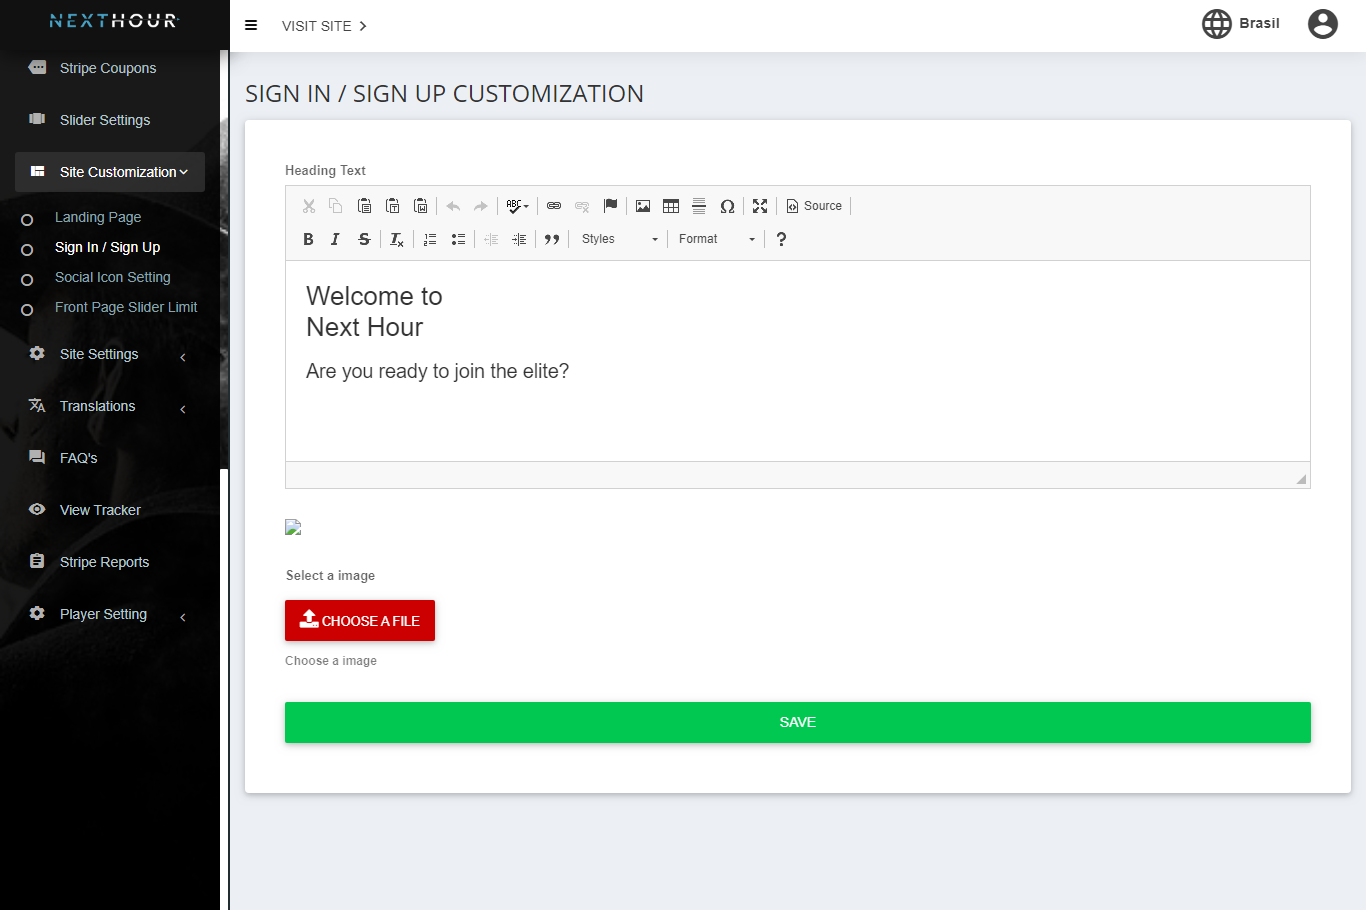 NEXTHOUR
VISIT SITE
Brasil
Stripe Coupons
Slider Settings
Site Customization
Landing Page
Sign In / Sign Up
Social Icon Setting
Front Page Slider Limit
Site Settings
Translations
FAQ's
View Tracker
Stripe Reports
Player Setting
SIGN IN / SIGN UP CUSTOMIZATION
Heading Text
ABC
Source
B I S Tx Styles Format ?
Welcome to
Next Hour
Are you ready to join the elite?
Select a image
CHOOSE A FILE
Choose a image
SAVE